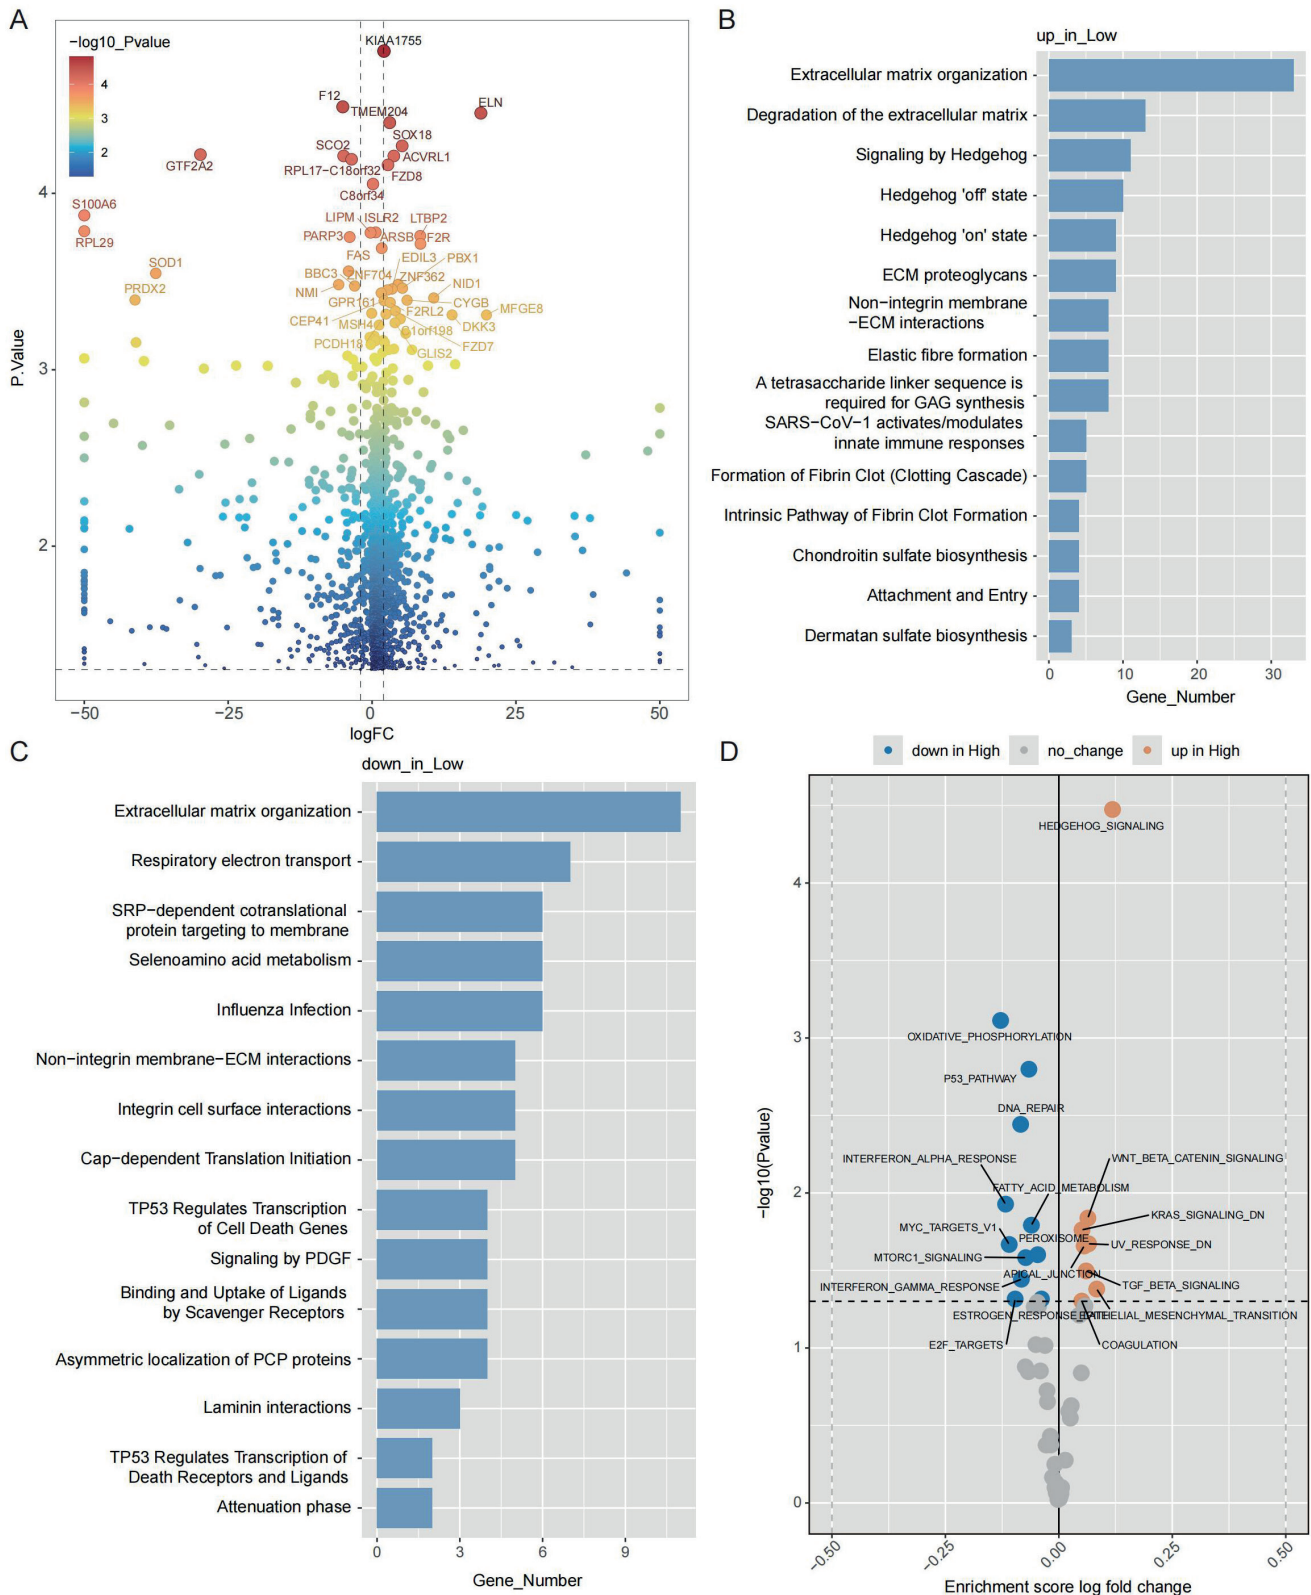 A
−log10_Pvalue
4
3
2
KIAA1755
F12
TMEM204
ELN
SOX18
SCO2
ACVRL1
GTF2A2
RPL17−C18orf32
FZD8
C8orf34
S100A6
RPL29
LIPM
ISLR2
LTBP2
PARP3
ARSB
F2R
FAS
EDIL3
PBX1
SOD1
BBC3
ZNF704
ZNF362
PRDX2
NMI
GPR161
NID1
CYGB
MFGE8
CEP41
F2RL2
MSH4
C1orf198
DKK3
PCDH18
GLIS2
FZD7
P.Value
4
3
2
−50
−25
0
25
50
logFC
B
up_in_Low
Extracellular matrix organization
Degradation of the extracellular matrix
Signaling by Hedgehog
Hedgehog 'off' state
Hedgehog 'on' state
ECM proteoglycans
Non−integrin membrane
−ECM interactions
Elastic fibre formation
A tetrasaccharide linker sequence is
required for GAG synthesis
SARS−CoV−1 activates/modulates
innate immune responses
Formation of Fibrin Clot (Clotting Cascade)
Intrinsic Pathway of Fibrin Clot Formation
Chondroitin sulfate biosynthesis
Attachment and Entry
Dermatan sulfate biosynthesis
0
10
20
30
Gene_Number
C
down_in_Low
Extracellular matrix organization
Respiratory electron transport
SRP−dependent cotranslational
protein targeting to membrane
Selenoamino acid metabolism
Influenza Infection
Non−integrin membrane−ECM interactions
Integrin cell surface interactions
Cap−dependent Translation Initiation
TP53 Regulates Transcription
of Cell Death Genes
Signaling by PDGF
Binding and Uptake of Ligands
by Scavenger Receptors
Asymmetric localization of PCP proteins
Laminin interactions
TP53 Regulates Transcription of
Death Receptors and Ligands
Attenuation phase
0
3
6
9
Gene_Number
D
down in High
no_change
up in High
HEDGEHOG_SIGNALING
OXIDATIVE_PHOSPHORYLATION
P53_PATHWAY
DNA_REPAIR
INTERFERON_ALPHA_RESPONSE
WNT_BETA_CATENIN_SIGNALING
FATTY_ACID_METABOLISM
KRAS_SIGNALING_DN
MYC_TARGETS_V1
PEROXISOME
UV_RESPONSE_DN
MTORC1_SIGNALING
APICAL_JUNCTION
INTERFERON_GAMMA_RESPONSE
TGF_BETA_SIGNALING
EPITHELIAL_MESENCHYMAL_TRANSITION
E2F_TARGETS
COAGULATION
−log10(Pvalue)
4
3
2
1
0
−0.50
−0.25
0.00
0.25
0.50
Enrichment score log fold change